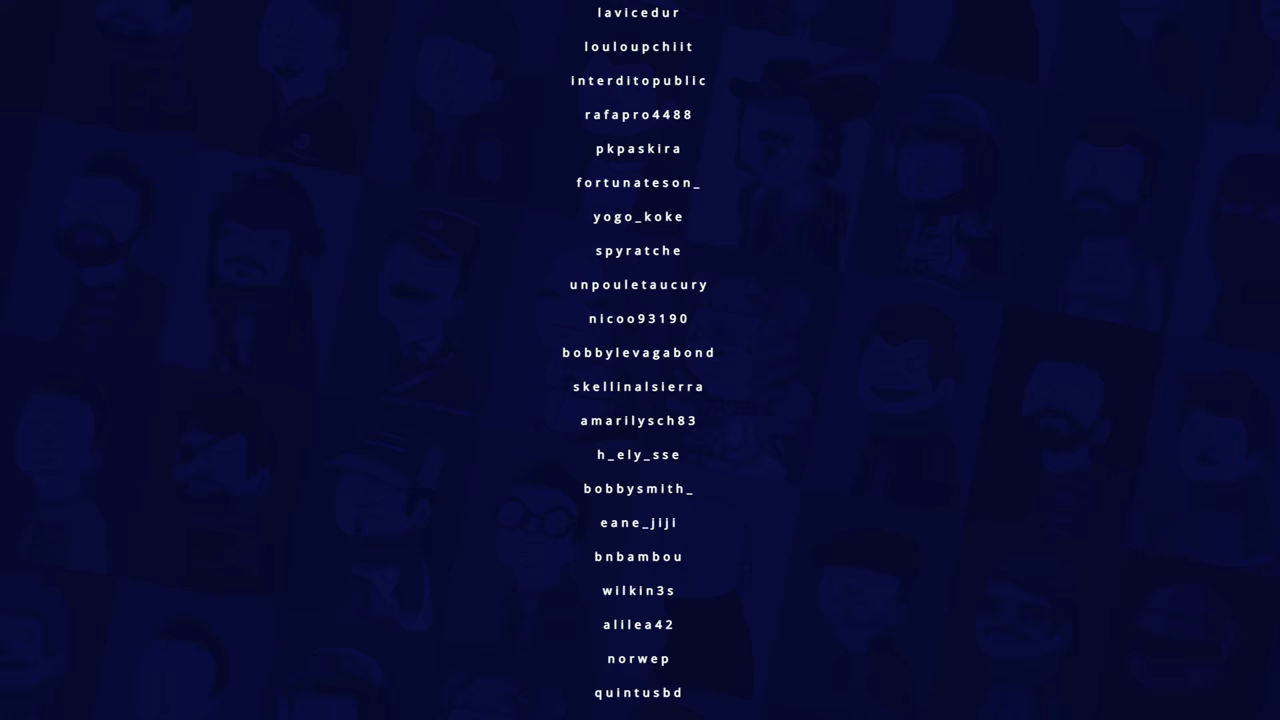 lavicedur
louloupchiit
interditopublic
rafapro4488
pkpaskira
fortunateson_
yogo_koke
spyratche
unpouletaucury
nicoo93190
bobbylevagabond
skellinalsierra
amarilysch83
h_ely_sse
bobbysmith_
eane_jiji
bnbambou
wilkin3s
alilea42
norwep
quintusbd